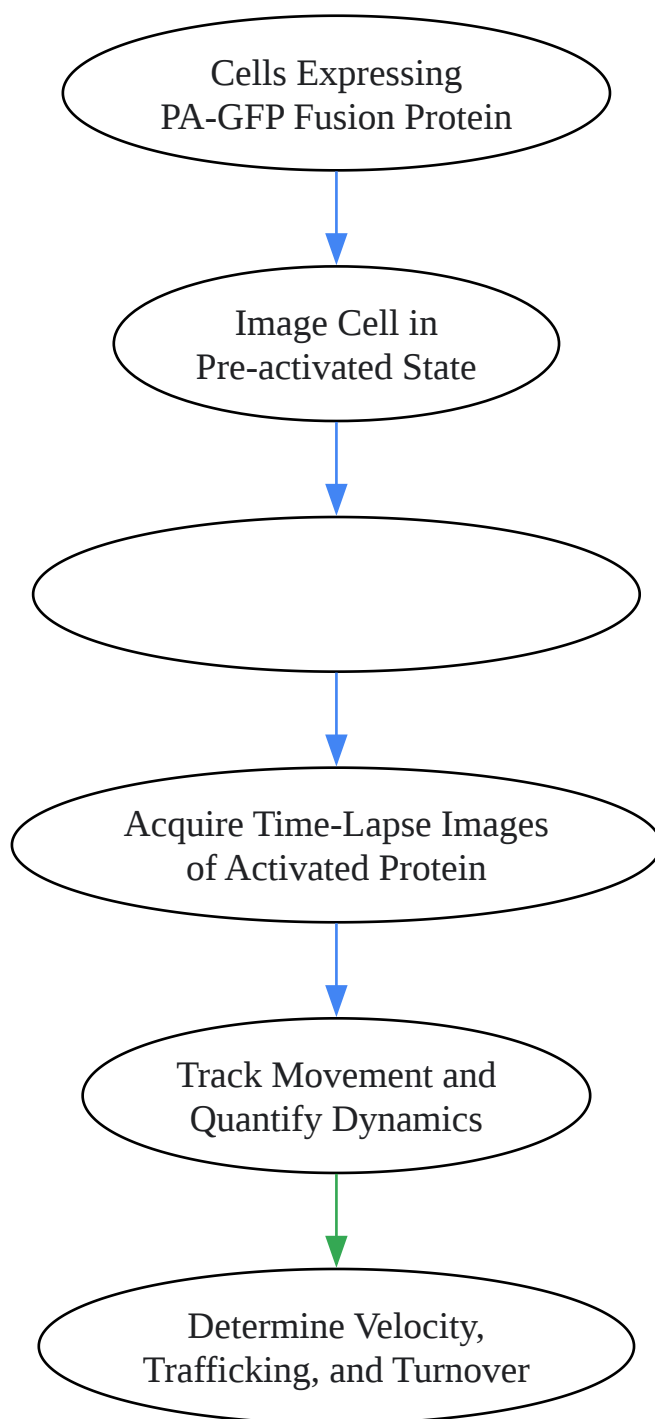 Cells Expressing
PA-GFP Fusion Protein
Image Cell in
Pre-activated State
Acquire Time-Lapse Images
of Activated Protein
Track Movement and
Quantify Dynamics
Determine Velocity,
Trafficking, and Turnover